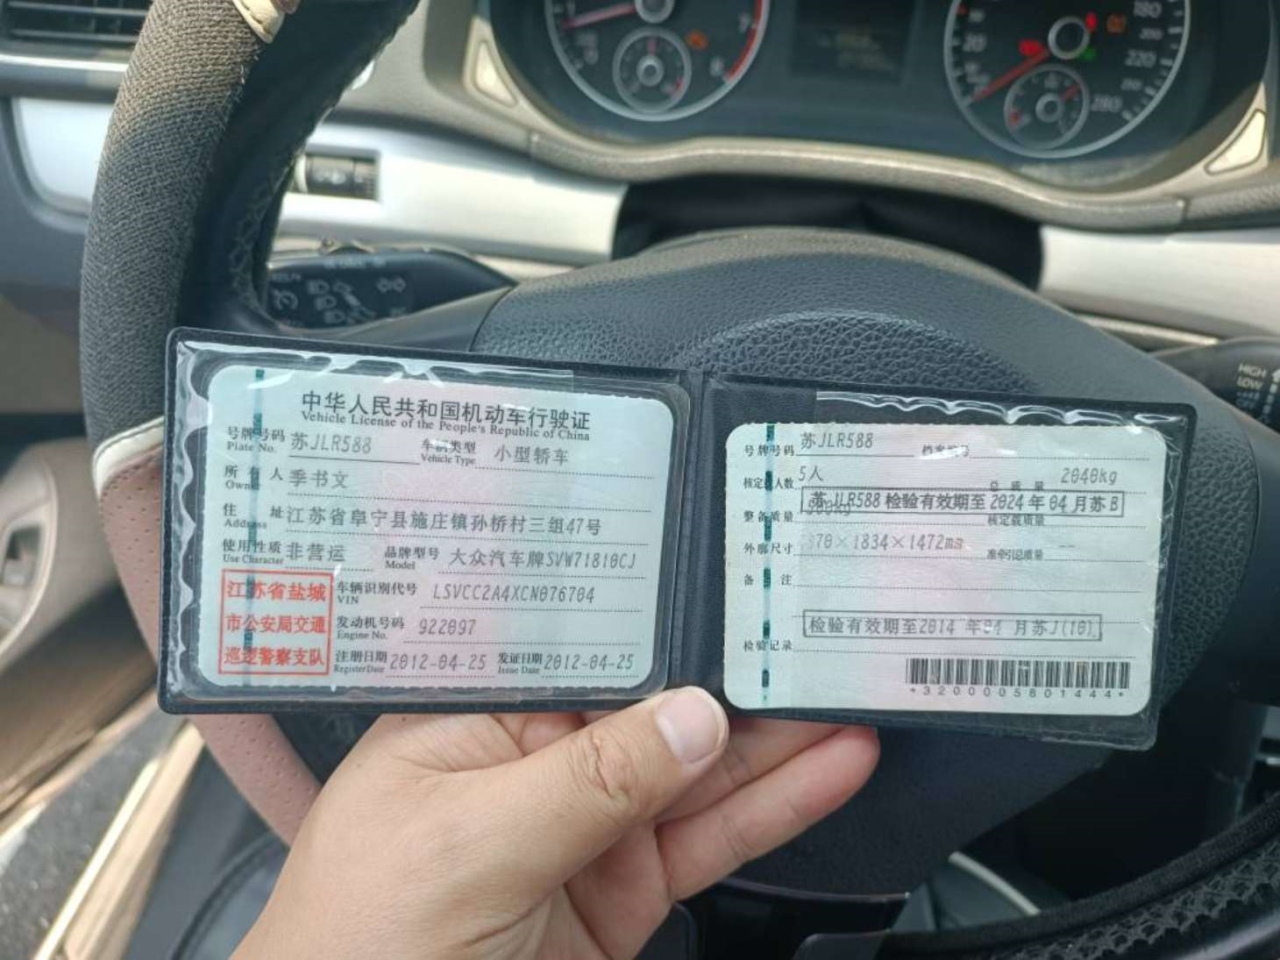 中华人民共和国机动车行驶证
Vehicle License of the People's Republic of China
号牌号码 苏JLR588 车辆类型 小型轿车
Plate No. Vehicle Type
所有人 季书文
Owner
住址 江苏省阜宁县施庄镇孙桥村三组47号
Address
使用性质 非营运 品牌型号 大众汽车牌SVW71810CJ
Use Character Model
江苏省盐城
市公安局交通
巡逻警察支队
车辆识别代号 LSVCC2A4XCN076704
VIN
发动机号码 922097
Engine No.
注册日期 2012-04-25 发证日期 2012-04-25
Register Date Issue Date
号牌号码 苏JLR588 档案编号
核定载人数 5人 总质量 2040kg
苏JLR588 检验有效期至2024年04月苏B
整备质量 核定载质量
外廓尺寸 870×1834×1472mm 准牵引总质量 --
备注
检验有效期至2014年04月苏J(10)
检验记录
*3200005801444*
HIGH
LOW
180
220